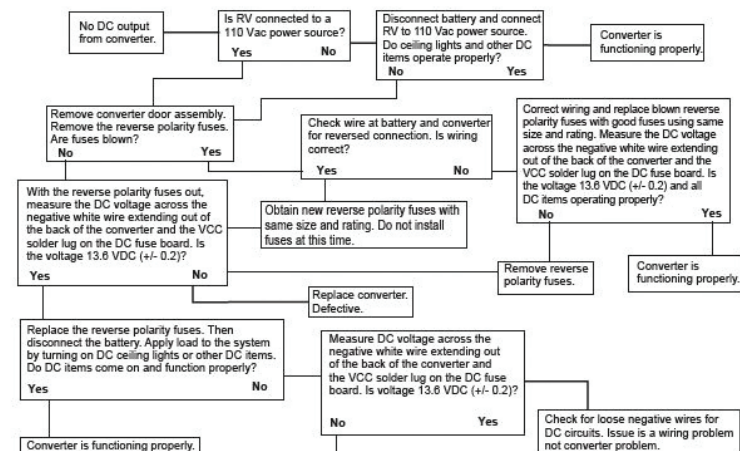 No DC output
from converter.
Is RV connected to a
110 Vac power source?
Yes No
Disconnect battery and connect
RV to 110 Vac power source.
Do ceiling lights and other DC
items operate properly?
No Yes
Converter is
functioning properly.
Remove converter door assembly.
Remove the reverse polarity fuses.
Are fuses blown?
No Yes
Check wire at battery and converter
for reversed connection. Is wiring
correct?
Yes No
Correct wiring and replace blown reverse
polarity fuses with good fuses using same
size and rating. Measure the DC voltage
across the negative white wire extending
out of the back of the converter and the
VCC solder lug on the DC fuse board. Is
the voltage 13.6 VDC (+/- 0.2) and all
DC items operating properly?
No Yes
With the reverse polarity fuses out,
measure the DC voltage across the
negative white wire extending out of
the back of the converter and the VCC
solder lug on the DC fuse board. Is
the voltage 13.6 VDC (+/- 0.2)?
Yes No
Obtain new reverse polarity fuses with
same size and rating. Do not install
fuses at this time.
Remove reverse
polarity fuses.
Converter is
functioning properly.
Replace converter.
Defective.
Replace the reverse polarity fuses. Then
disconnect the battery. Apply load to the system
by turning on DC ceiling lights or other DC items.
Do DC items come on and function properly?
Yes No
Measure DC voltage across the
negative white wire extending out
of the back of the converter and
the VCC solder lug on the DC fuse
board. Is voltage 13.6 VDC (+/- 0.2)?
No Yes
Check for loose negative wires for
DC circuits. Issue is a wiring problem
not converter problem.
Converter is functioning properly.